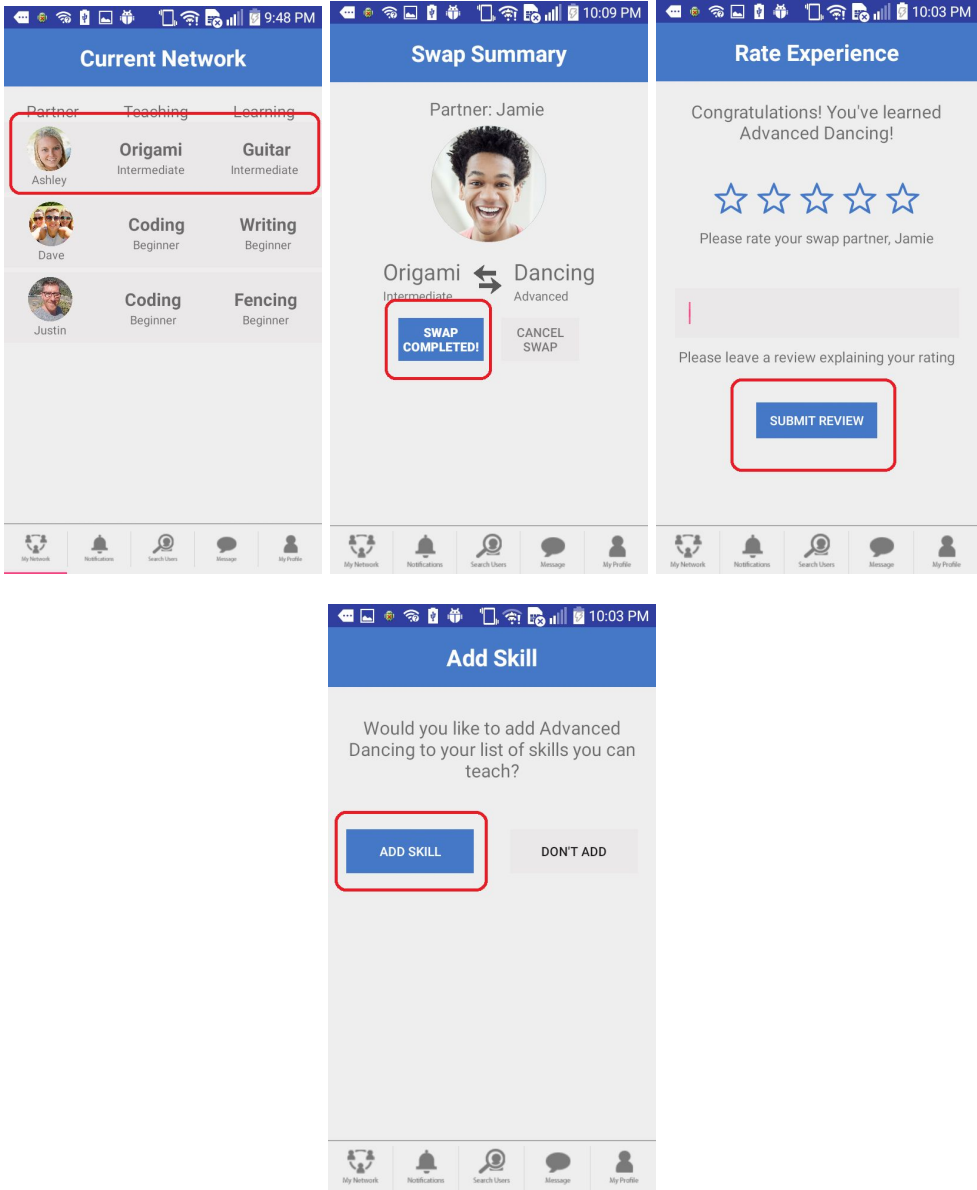 9:48 PM
Current Network
Partner Teaching Learning
Origami Guitar
Intermediate Intermediate
Ashley
Coding Writing
Beginner Beginner
Dave
Coding Fencing
Beginner Beginner
Justin
My Network Notifications Search Users Message My Profile
10:09 PM
Swap Summary
Partner: Jamie
Origami Dancing
Intermediate Advanced
SWAP CANCEL
COMPLETED! SWAP
My Network Notifications Search Users Message My Profile
10:03 PM
Rate Experience
Congratulations! You've learned
Advanced Dancing!
Please rate your swap partner, Jamie
Please leave a review explaining your rating
SUBMIT REVIEW
My Network Notifications Search Users Message My Profile
10:03 PM
Add Skill
Would you like to add Advanced
Dancing to your list of skills you can
teach?
ADD SKILL DON'T ADD
My Network Notifications Search Users Message My Profile